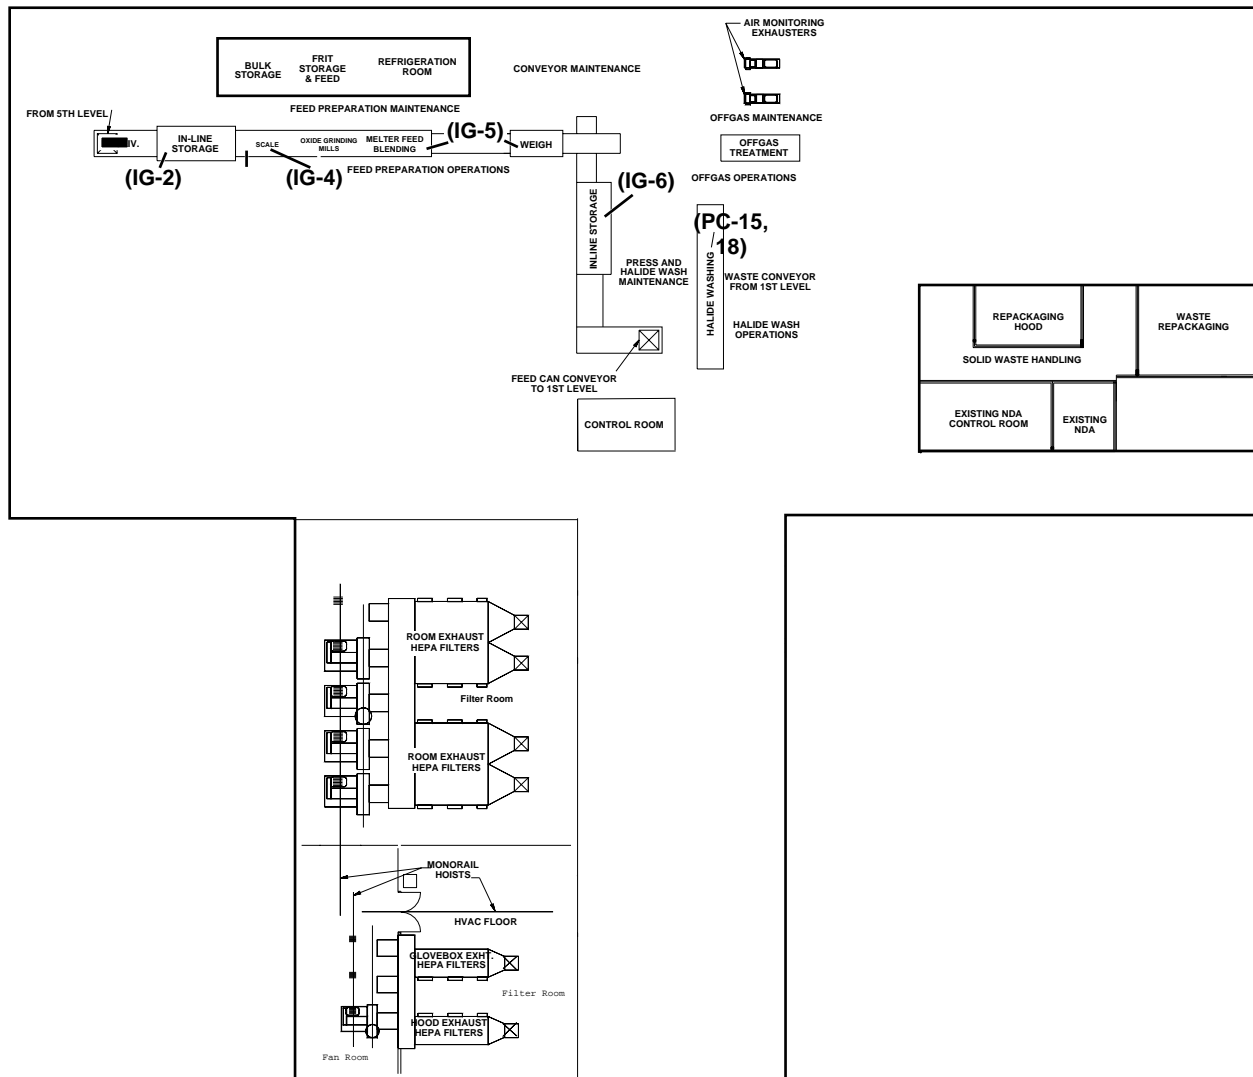 AIR MONITORING
EXHAUSTERS
BULK
STORAGE
FRIT
STORAGE
& FEED
REFRIGERATION
ROOM
CONVEYOR MAINTENANCE
FEED PREPARATION MAINTENANCE
FROM 5TH LEVEL
OFFGAS MAINTENANCE
IV.
IN-LINE
STORAGE
SCALE
OXIDE GRINDING
MILLS
MELTER FEED
BLENDING
(IG-5)
WEIGH
OFFGAS
TREATMENT
(IG-2)
(IG-4)
FEED PREPARATION OPERATIONS
(IG-6)
OFFGAS OPERATIONS
INLINE STORAGE
(PC-15,
18)
HALIDE WASHING
PRESS AND
HALIDE WASH
MAINTENANCE
WASTE CONVEYOR
FROM 1ST LEVEL
HALIDE WASH
OPERATIONS
REPACKAGING
HOOD
WASTE
REPACKAGING
SOLID WASTE HANDLING
FEED CAN CONVEYOR
TO 1ST LEVEL
CONTROL ROOM
EXISTING NDA
CONTROL ROOM
EXISTING
NDA
ROOM EXHAUST
HEPA FILTERS
Filter Room
ROOM EXHAUST
HEPA FILTERS
MONORAIL
HOISTS
HVAC FLOOR
GLOVEBOX EXHT.
HEPA FILTERS
Filter Room
HOOD EXHAUST
HEPA FILTERS
Fan Room